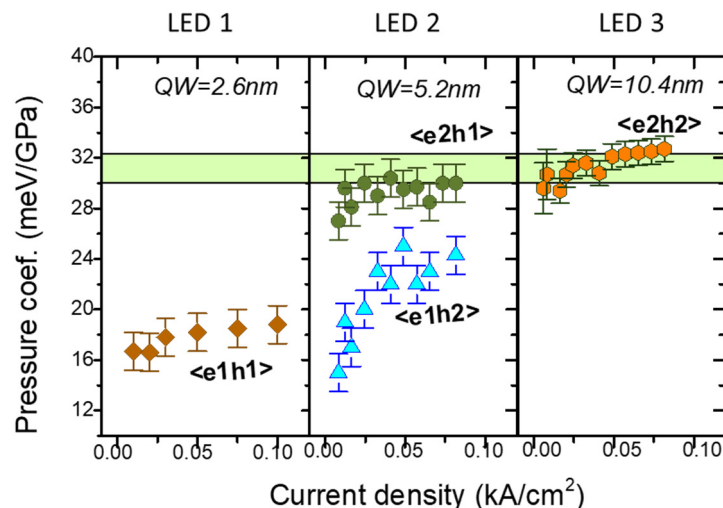 LED 1 LED 2 LED 3
QW=2.6nm QW=5.2nm QW=10.4nm
<e2h1> <e2h2>
<e1h2>
<e1h1>
40
36
32
28
24
20
16
12
Pressure coef. (meV/GPa)
0.00 0.05 0.10 0.00 0.05 0.10 0.00 0.05 0.10
Current density (kA/cm²)